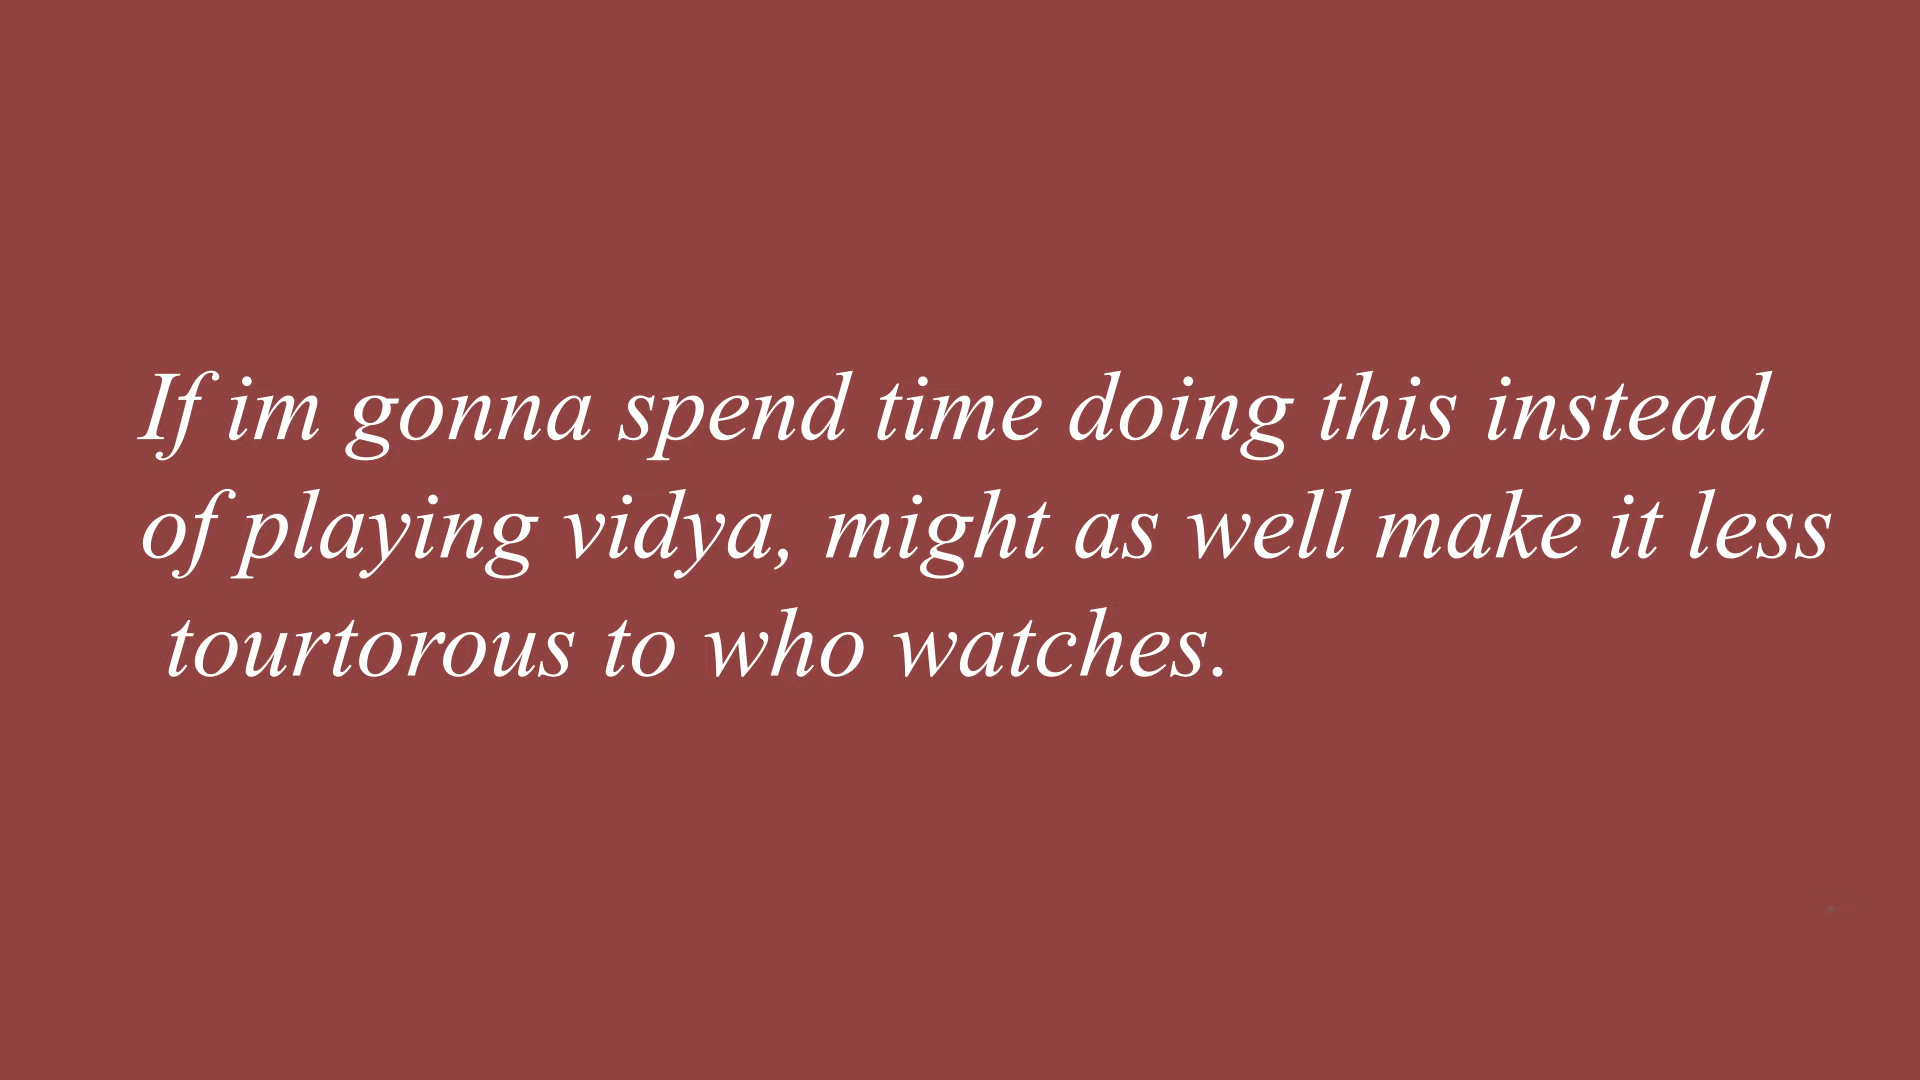 If im gonna spend time doing this instead
of playing vidya, might as well make it less
tourtorous to who watches.